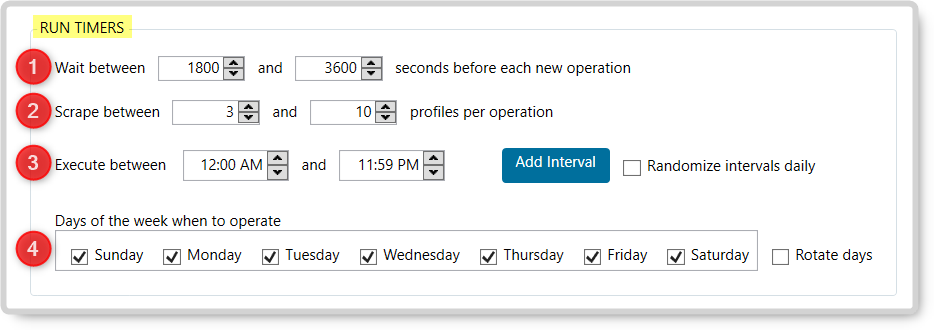 RUN TIMERS
1 Wait between 1800 and 3600 seconds before each new operation
2 Scrape between 3 and 10 profiles per operation
3 Execute between 12:00 AM and 11:59 PM Add Interval Randomize intervals daily
Days of the week when to operate
4 Sunday Monday Tuesday Wednesday Thursday Friday Saturday Rotate days